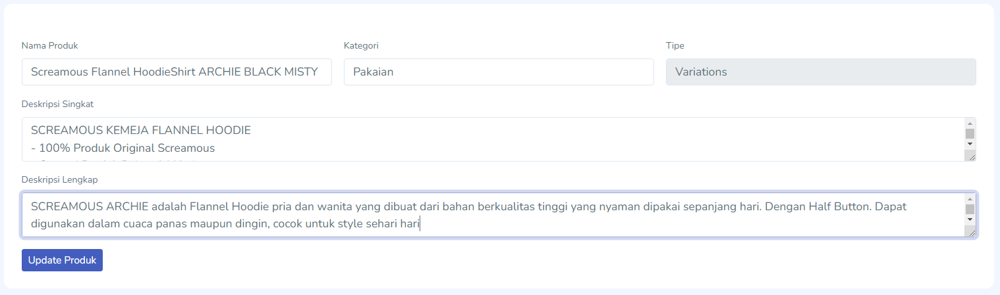 Nama Produk
Kategori
Tipe
Screamous Flannel HoodieShirt ARCHIE BLACK MISTY
Pakaian
Variations
Deskripsi Singkat
SCREAMOUS KEMEJA FLANNEL HOODIE
- 100% Produk Original Screamous
Deskripsi Lengkap
SCREAMOUS ARCHIE adalah Flannel Hoodie pria dan wanita yang dibuat dari bahan berkualitas tinggi yang nyaman dipakai sepanjang hari. Dengan Half Button. Dapat
digunakan dalam cuaca panas maupun dingin, cocok untuk style sehari hari
Update Produk